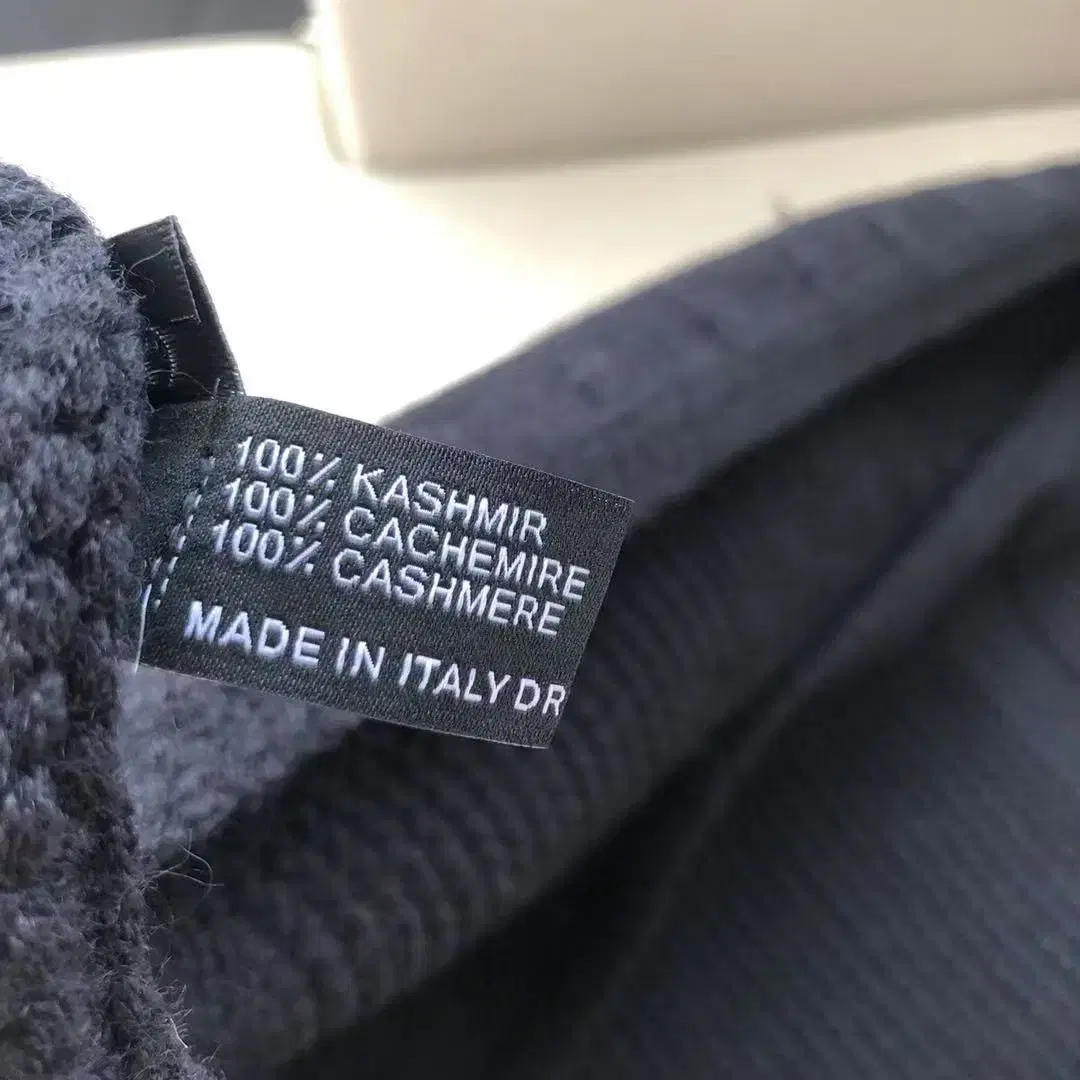 100% KASHMIR
100% CACHEMIRE
100% CASHMERE
MADE IN ITALY DR